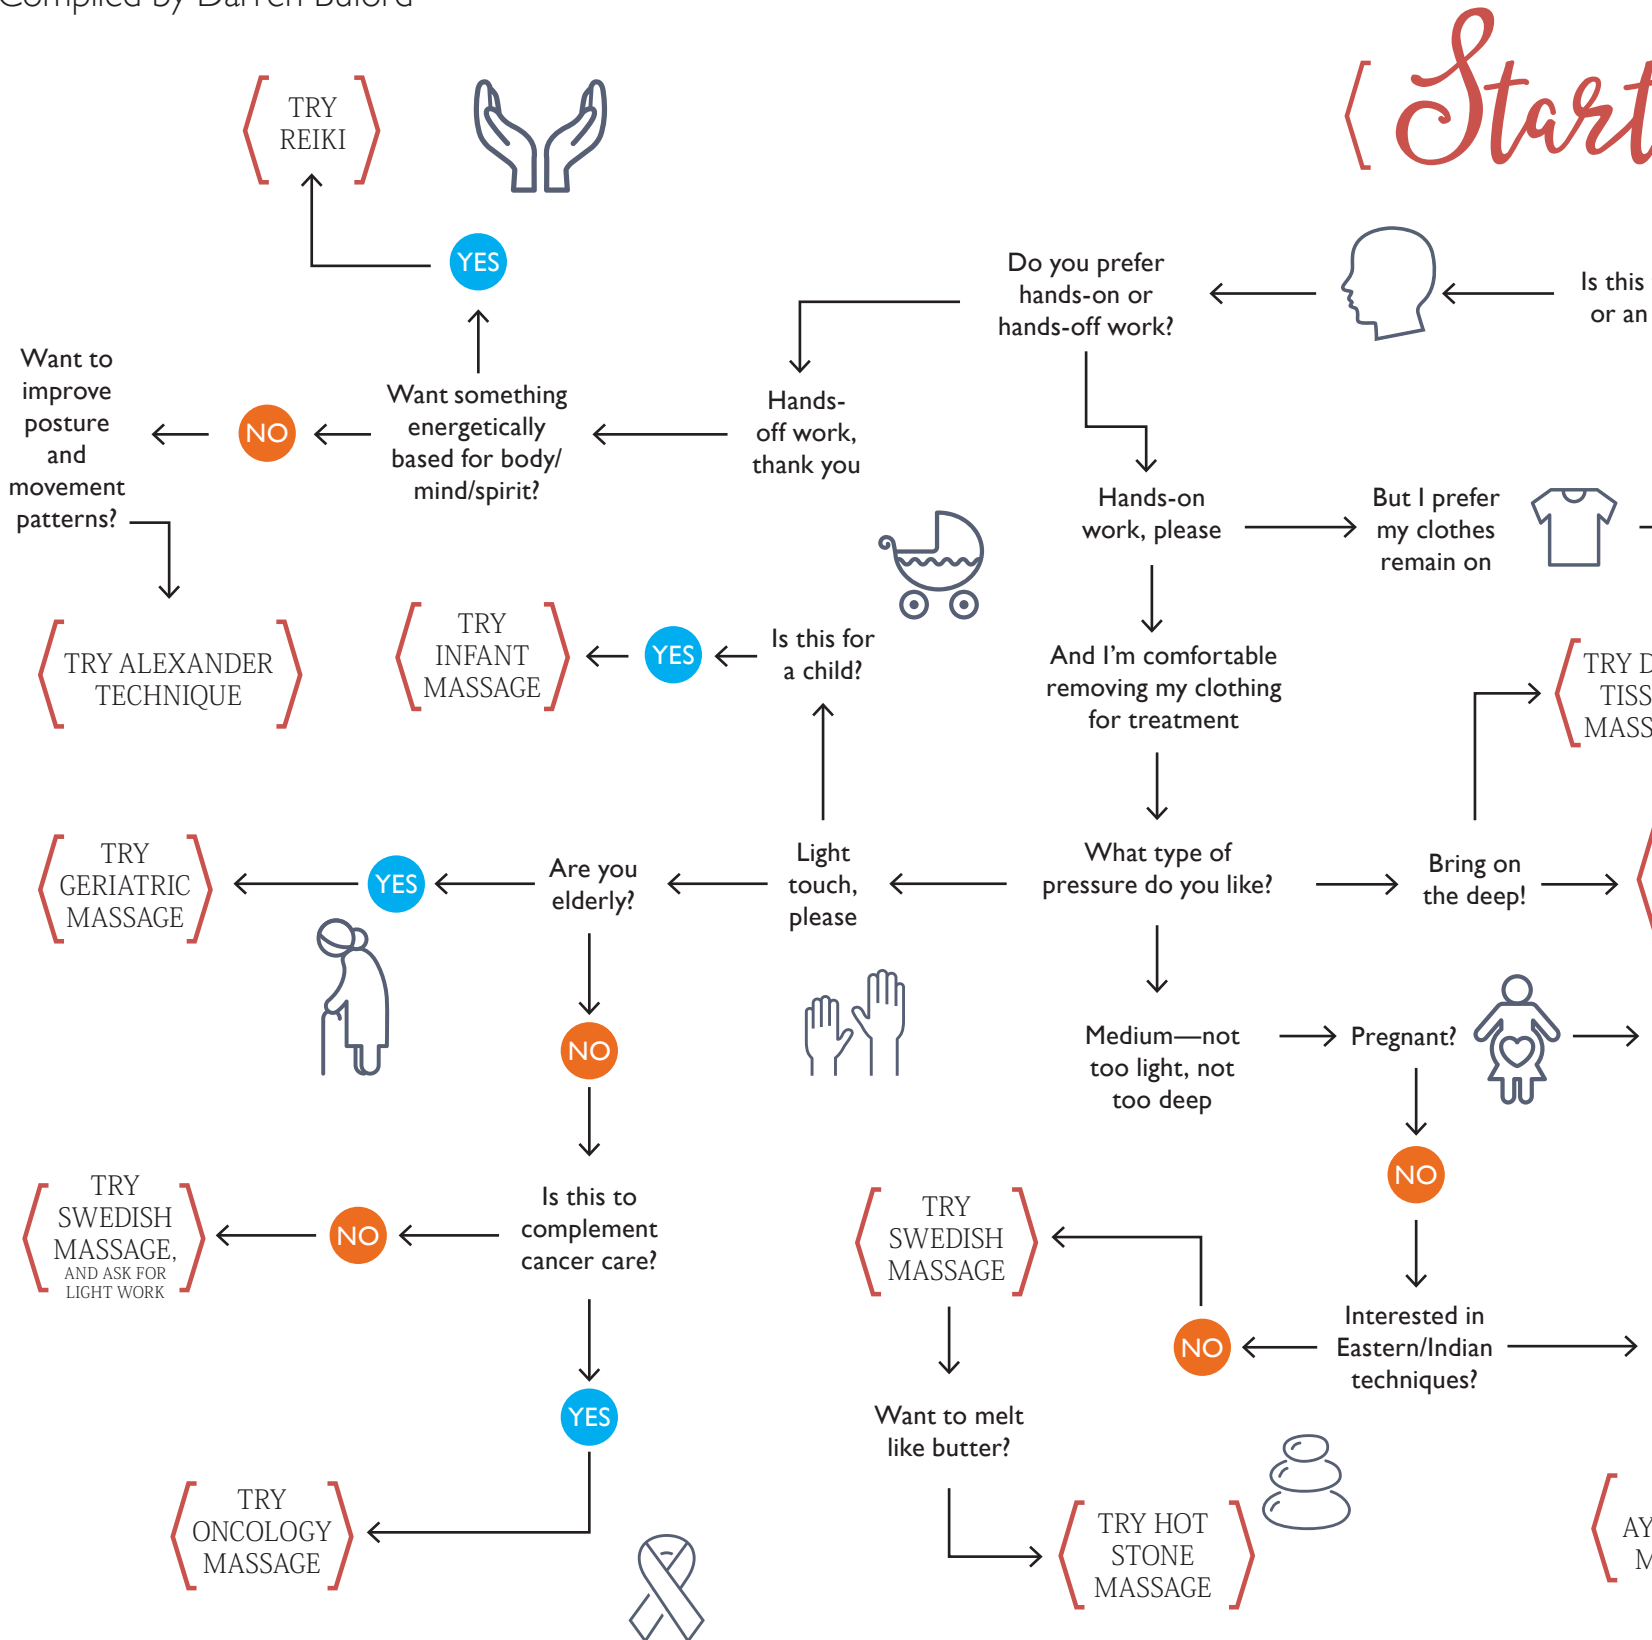 Compiled by Darren Buford
Start
TRY
REIKI
YES
Do you prefer
hands-on or
hands-off work?
Is this
or an
Want to
improve
posture
and
movement
patterns?
NO
Want something
energetically
based for body/
mind/spirit?
Hands-
off work,
thank you
Hands-on
work, please
But I prefer
my clothes
remain on
TRY ALEXANDER
TECHNIQUE
TRY
INFANT
MASSAGE
YES
Is this for
a child?
And I'm comfortable
removing my clothing
for treatment
TRY D
TISS
MASS
TRY
GERIATRIC
MASSAGE
YES
Are you
elderly?
Light
touch,
please
What type of
pressure do you like?
Bring on
the deep!
NO
Medium—not
too light, not
too deep
Pregnant?
NO
TRY
SWEDISH
MASSAGE,
AND ASK FOR
LIGHT WORK
NO
Is this to
complement
cancer care?
TRY
SWEDISH
MASSAGE
NO
Interested in
Eastern/Indian
techniques?
YES
Want to melt
like butter?
TRY
ONCOLOGY
MASSAGE
TRY HOT
STONE
MASSAGE
AY
M